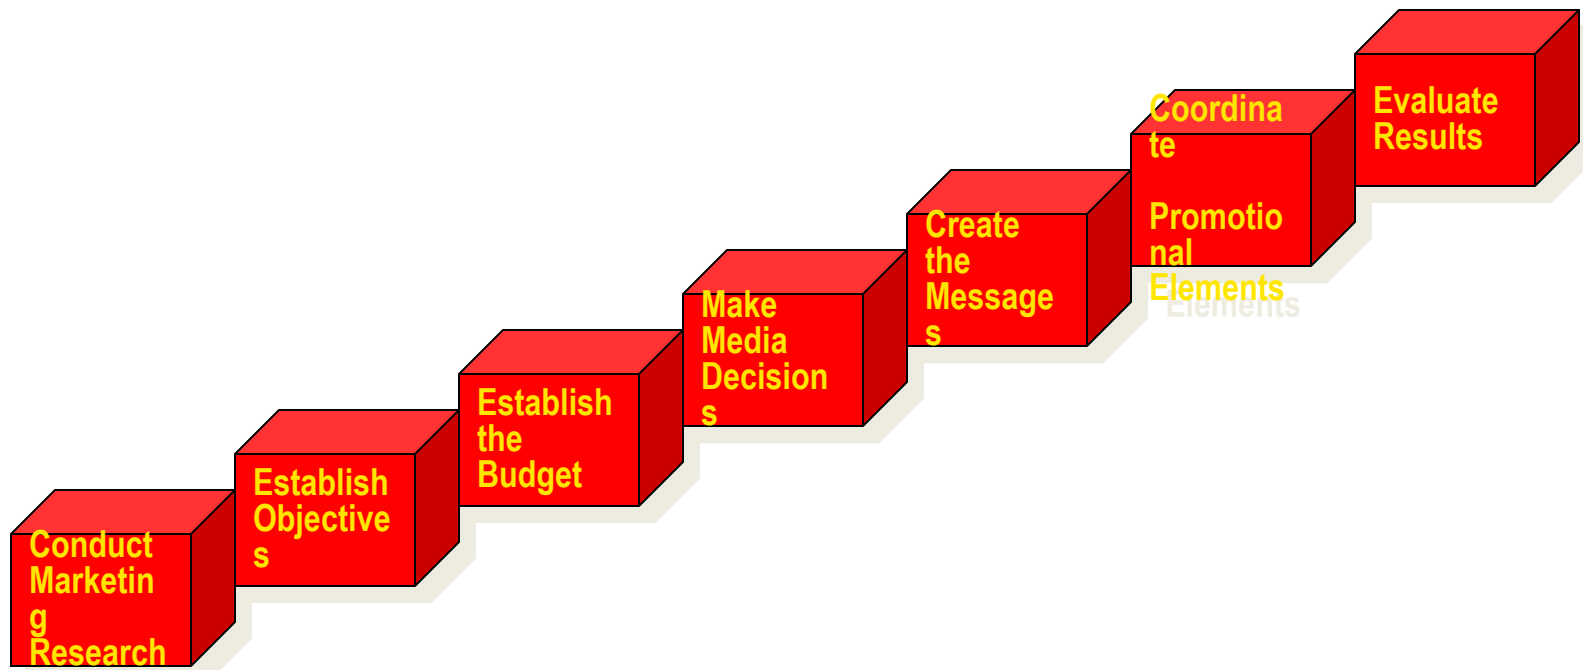 Conduct
Marketin
g
Research
Establish
Objective
s
Establish
the
Budget
Make
Media
Decision
s
Create
the
Message
s
Coordina
te
Promotio
nal
Elements
Evaluate
Results